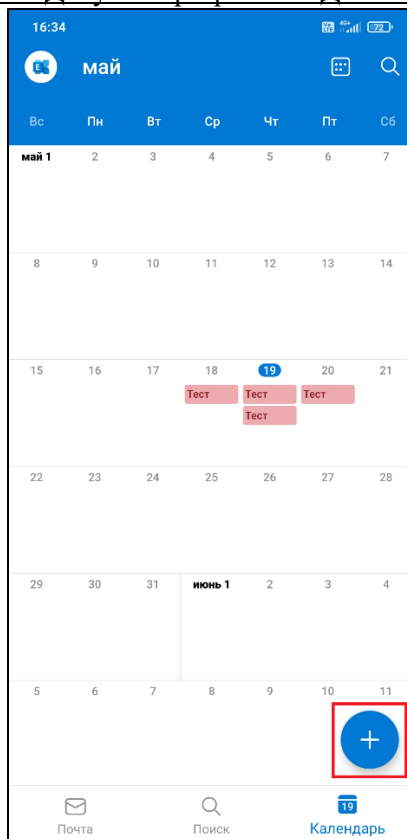 16:34 4G+ 72
E май
Вс Пн Вт Ср Чт Пт Сб
май 1 2 3 4 5 6 7
8 9 10 11 12 13 14
15 16 17 18 19 20 21
Тест Тест Тест
Тест
22 23 24 25 26 27 28
29 30 31 июнь 1 2 3 4
5 6 7 8 9 10 11
19
Почта Поиск Календарь